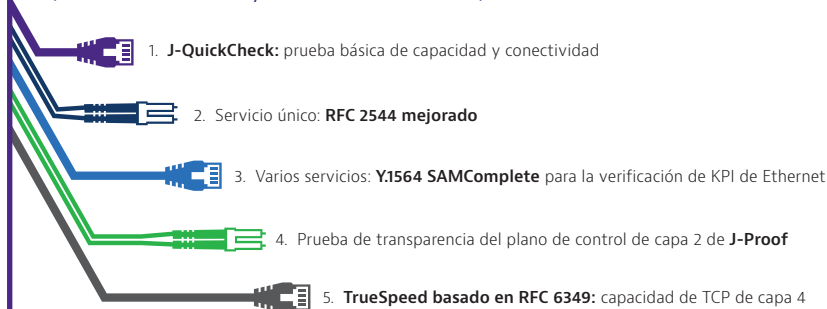 1. J-QuickCheck: prueba básica de capacidad y conectividad
2. Servicio único: RFC 2544 mejorado
3. Varios servicios: Y.1564 SAMComplete para la verificación de KPI de Ethernet
4. Prueba de transparencia del plano de control de capa 2 de J-Proof
5. TrueSpeed basado en RFC 6349: capacidad de TCP de capa 4